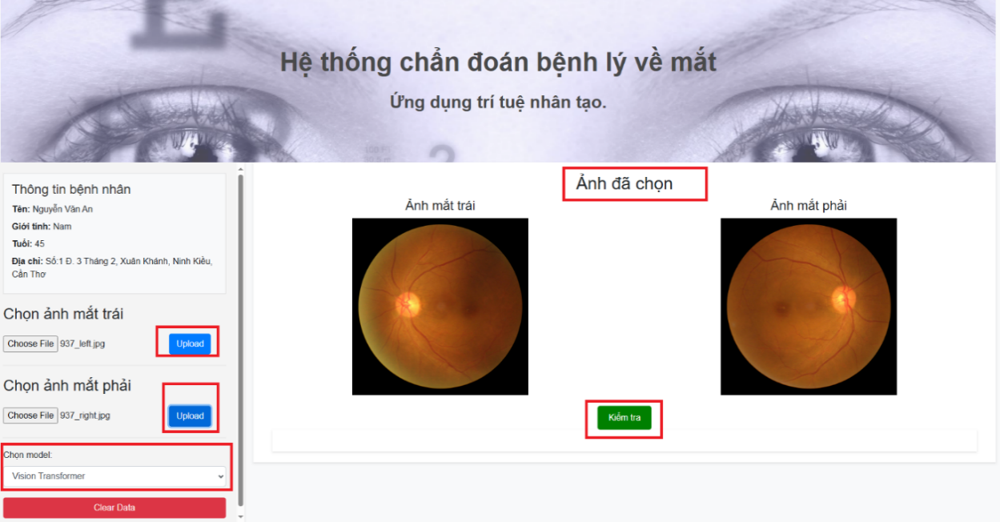 Hệ thống chẩn đoán bệnh lý về mắt
Ứng dụng trí tuệ nhân tạo.
Thông tin bệnh nhân
Tên: Nguyễn Văn An
Giới tính: Nam
Tuổi: 45
Địa chỉ: Số:1 Đ. 3 Tháng 2, Xuân Khánh, Ninh Kiều,
Cần Thơ
Chọn ảnh mắt trái
Choose File 937_left.jpg Upload
Chọn ảnh mắt phải
Choose File 937_right.jpg Upload
Chọn model:
Vision Transformer
Clear Data
Ảnh đã chọn
Ảnh mắt trái Ảnh mắt phải
Kiểm tra